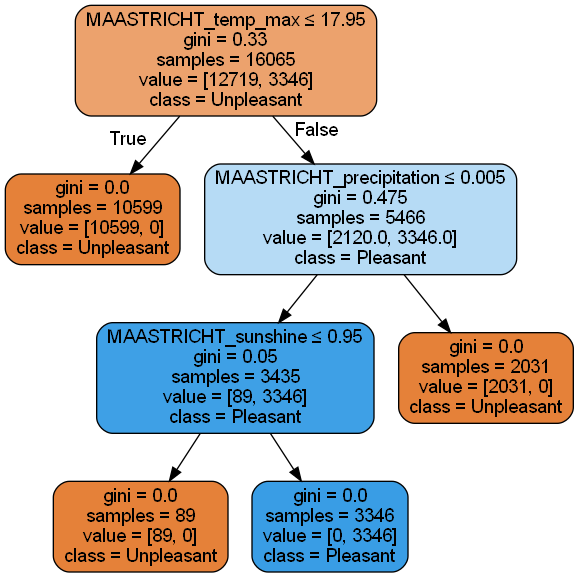 MAASTRICHT_temp_max ≤ 17.95
gini = 0.33
samples = 16065
value = [12719, 3346]
class = Unpleasant
True
False
gini = 0.0
samples = 10599
value = [10599, 0]
class = Unpleasant
MAASTRICHT_precipitation ≤ 0.005
gini = 0.475
samples = 5466
value = [2120.0, 3346.0]
class = Pleasant
MAASTRICHT_sunshine ≤ 0.95
gini = 0.05
samples = 3435
value = [89, 3346]
class = Pleasant
gini = 0.0
samples = 2031
value = [2031, 0]
class = Unpleasant
gini = 0.0
samples = 89
value = [89, 0]
class = Unpleasant
gini = 0.0
samples = 3346
value = [0, 3346]
class = Pleasant